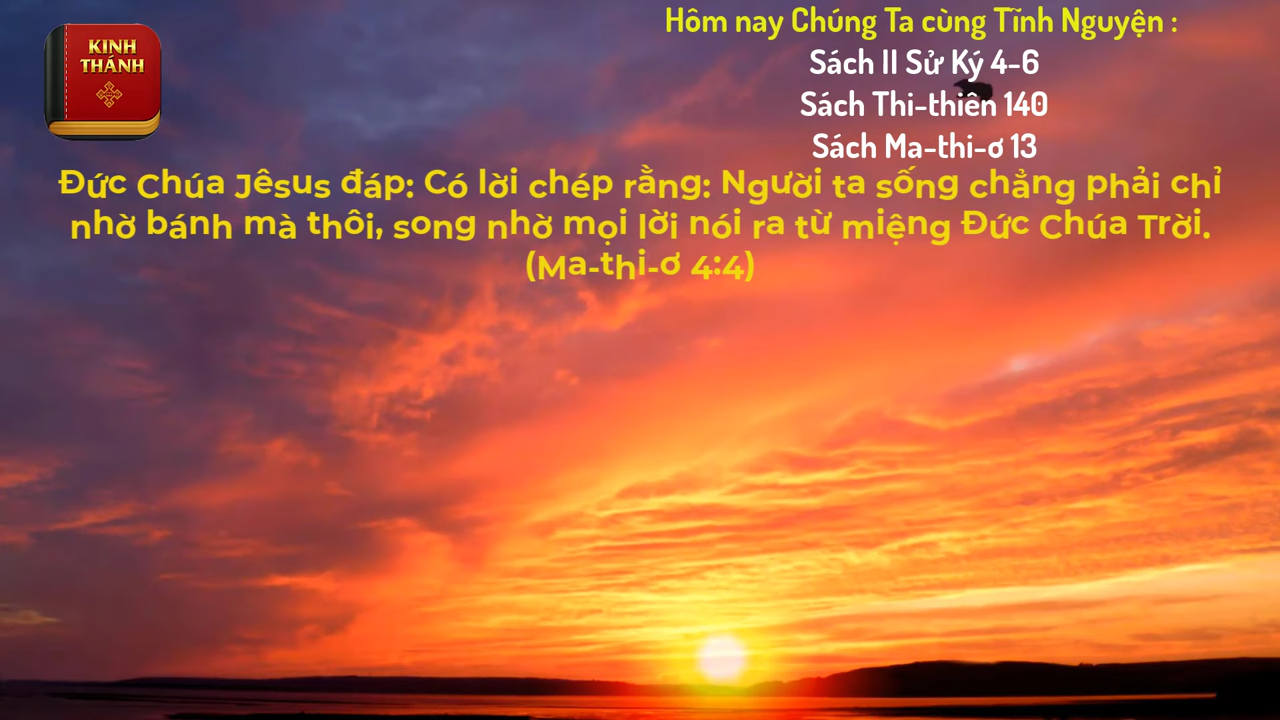 KINH
THÁNH
Hôm nay Chúng Ta cùng Tĩnh Nguyện :
Sách II Sử Ký 4-6
Sách Thi-thiên 140
Sách Ma-thi-ơ 13
Đức Chúa Jêsus đáp: Có lời chép rằng: Người ta sống chẳng phải chỉ
nhờ bánh mà thôi, song nhờ mọi lời nói ra từ miệng Đức Chúa Trời.
(Ma-thi-ơ 4:4)